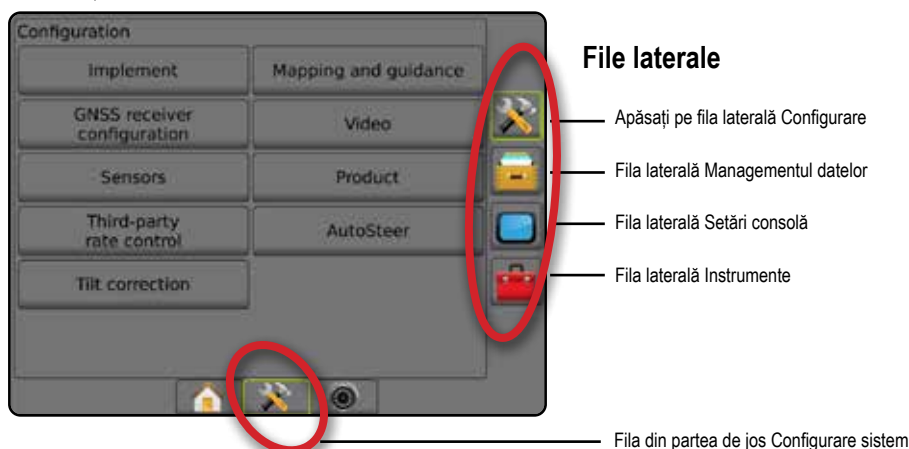 Configuration
Implement
Mapping and guidance
GNSS receiver
configuration
Video
Sensors
Product
Third-party
rate control
AutoSteer
Tilt correction
File laterale
Apăsați pe fila laterală Configurare
Fila laterală Managementul datelor
Fila laterală Setări consolă
Fila laterală Instrumente
Fila din partea de jos Configurare sistem